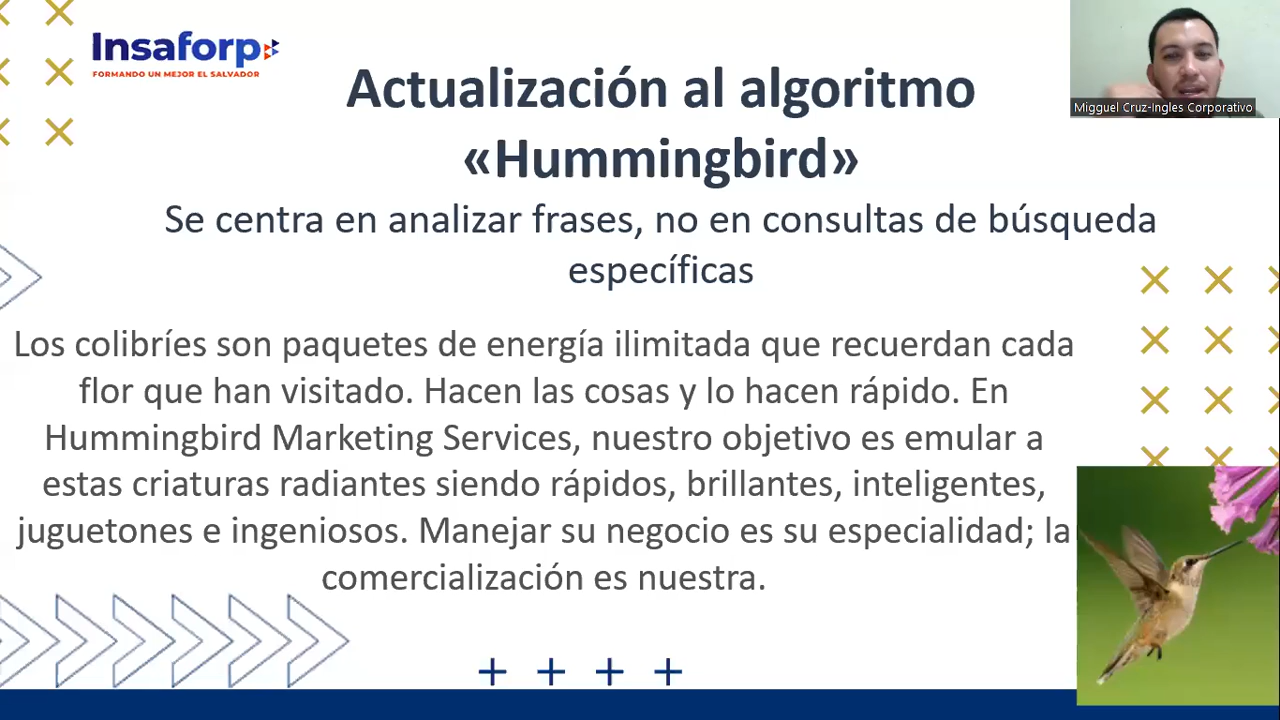 Insaforp
FORMANDO UN MEJOR EL SALVADOR
Actualización al algoritmo
«Hummingbird»
Se centra en analizar frases, no en consultas de búsqueda
específicas
Los colibríes son paquetes de energía ilimitada que recuerdan cada
flor que han visitado. Hacen las cosas y lo hacen rápido. En
Hummingbird Marketing Services, nuestro objetivo es emular a
estas criaturas radiantes siendo rápidos, brillantes, inteligentes,
juguetones e ingeniosos. Manejar su negocio es su especialidad; la
comercialización es nuestra.
Migguel Cruz-Ingles Corporativo